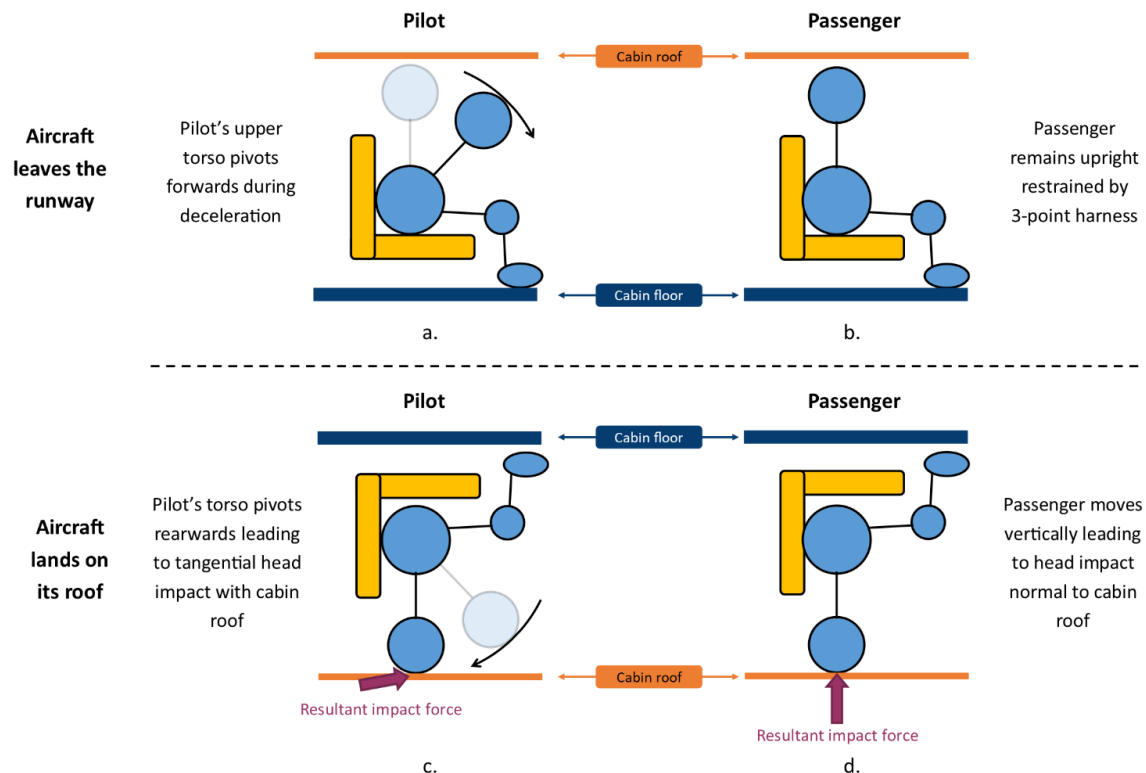 Pilot
Passenger
Cabin roof
Aircraft
leaves the
runway
Pilot’s upper
torso pivots
forwards during
deceleration
Passenger
remains upright
restrained by
3-point harness
Cabin floor
a.
b.
Pilot
Passenger
Cabin floor
Aircraft
lands on
its roof
Pilot’s torso pivots
rearwards leading
to tangential head
impact with cabin
roof
Passenger moves
vertically leading
to head impact
normal to cabin
roof
Cabin roof
Resultant impact force
Resultant impact force
c.
d.